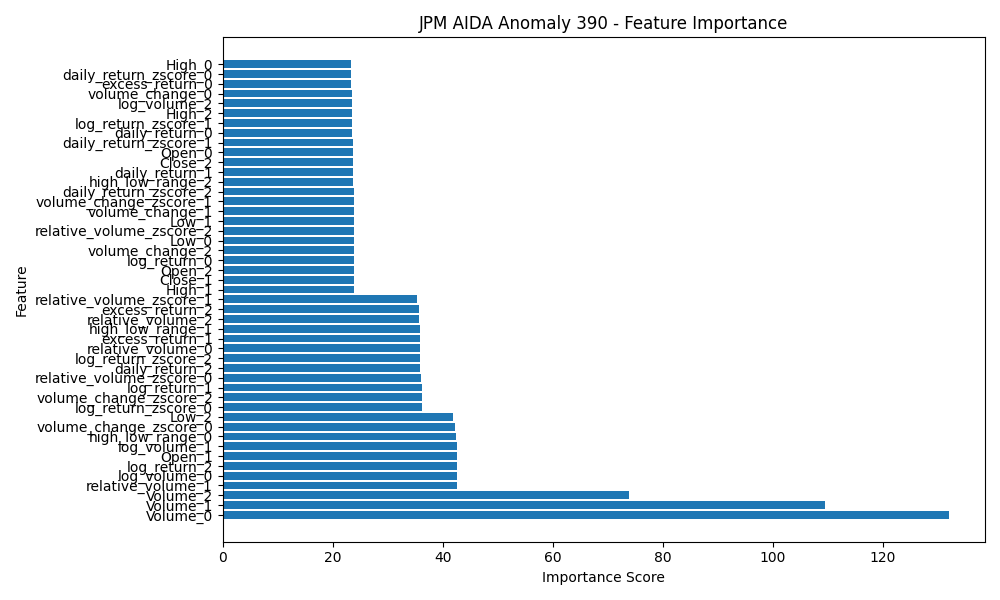 JPM AIDA Anomaly 390 - Feature Importance
High_0
daily_return_zscore_0
excess_return_0
volume_change_0
log_volume_2
High_2
log_return_zscore_1
daily_return_0
daily_return_zscore_1
Open_0
Close_2
daily_return_1
high_low_range_2
daily_return_zscore_2
volume_change_zscore_1
volume_change_1
Low_1
relative_volume_zscore_2
Low_0
volume_change_2
log_return_0
Open_2
Close_1
High_1
relative_volume_zscore_1
excess_return_2
relative_volume_2
high_low_range_1
excess_return_1
relative_volume_0
log_return_zscore_2
daily_return_2
relative_volume_zscore_0
log_return_1
volume_change_zscore_2
log_return_zscore_0
Low_2
volume_change_zscore_0
high_low_range_0
log_volume_1
Open_1
log_return_2
log_volume_0
relative_volume_1
Volume_2
Volume_1
Volume_0
Feature
0 20 40 60 80 100 120
Importance Score